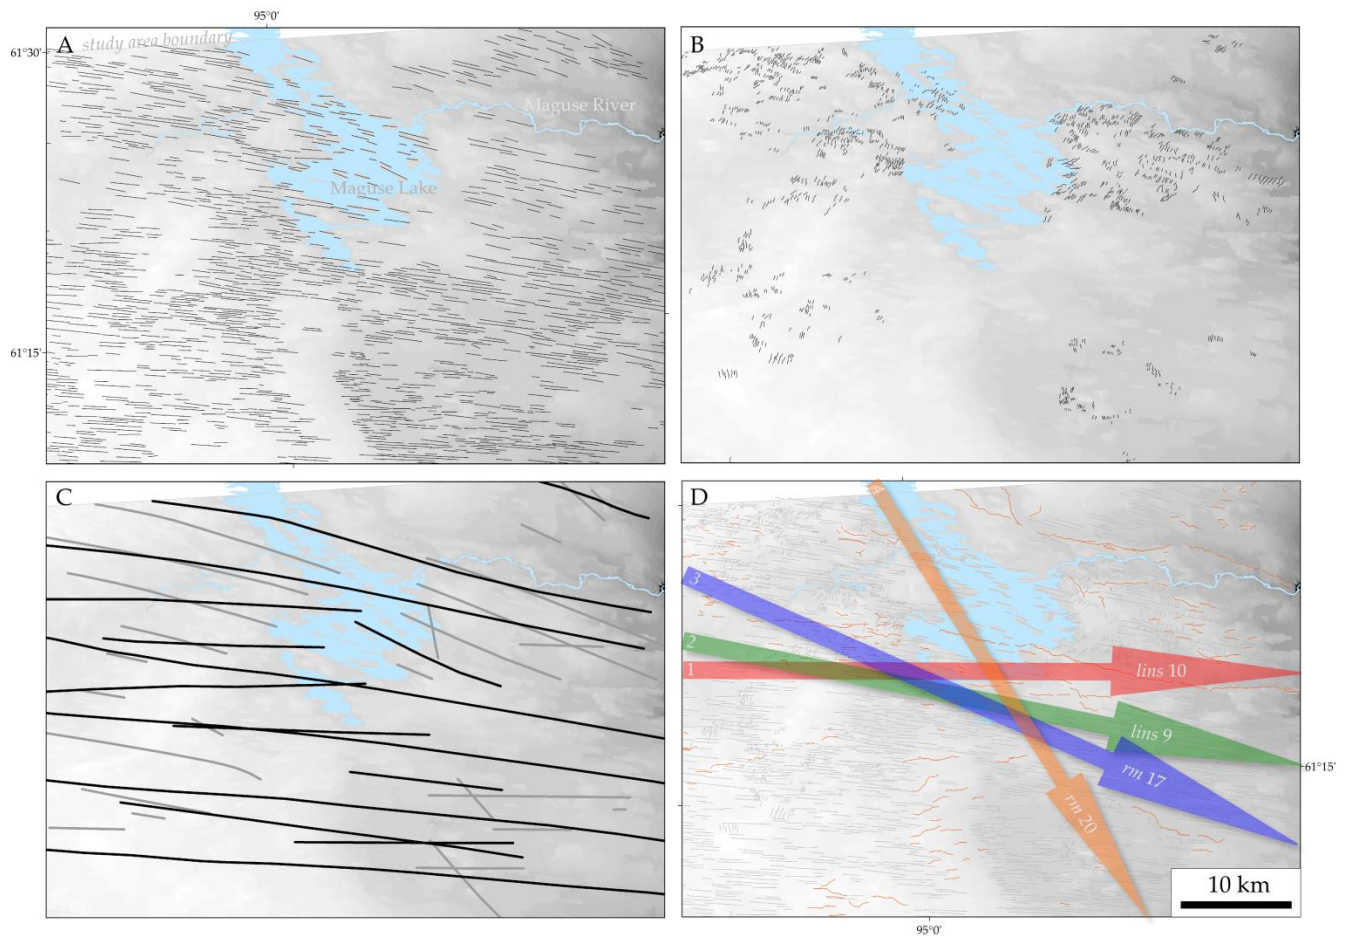 95°0'
61°30'
A
study area boundary
Maguse River
Maguse Lake
61°15'
B
C
D
4
3
2
1
lins 10
lins 9
rm 17
rm 20
61°15'
10 km
95°0'